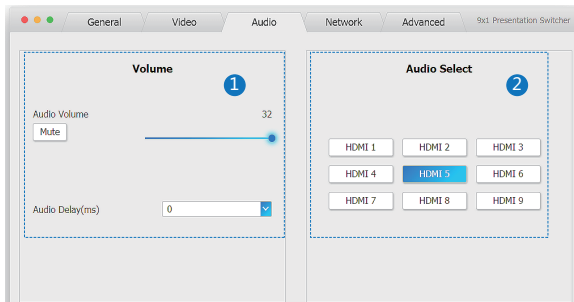 General Video Audio Network Advanced 9x1 Presentation Switcher
Volume
1
Audio Volume 32
Mute
Audio Delay(ms) 0
Audio Select
2
HDMI 1 HDMI 2 HDMI 3
HDMI 4 HDMI 5 HDMI 6
HDMI 7 HDMI 8 HDMI 9